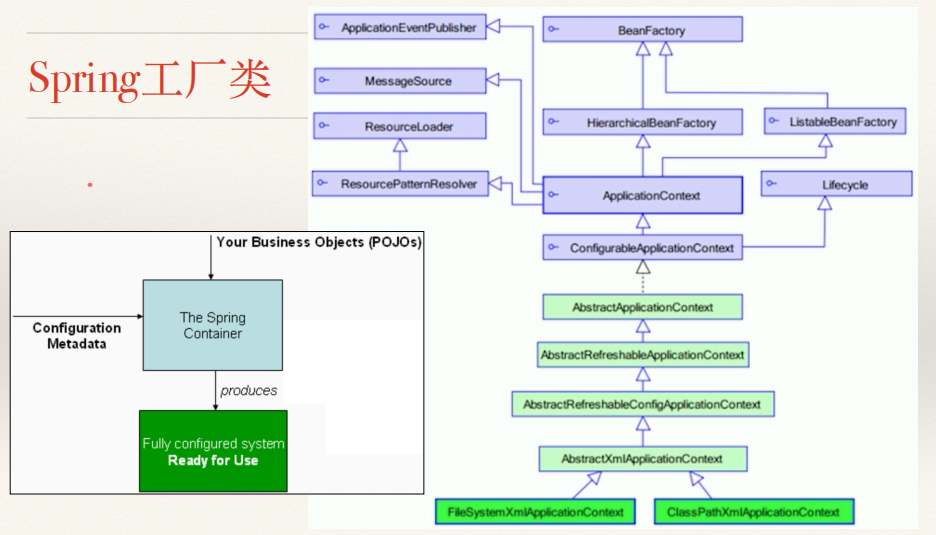 Spring工厂类
Your Business Objects (POJOs)
The Spring
Container
Configuration
Metadata
produces
Fully configured system
Ready for Use
ApplicationEventPublisher
BeanFactory
MessageSource
ResourceLoader
HierarchicalBeanFactory
ListableBeanFactory
ResourcePatternResolver
ApplicationContext
Lifecycle
ConfigurableApplicationContext
AbstractApplicationContext
AbstractRefreshableApplicationContext
AbstractRefreshableConfigApplicationContext
AbstractXmlApplicationContext
FileSystemXmlApplicationContext
ClassPathXmlApplicationContext